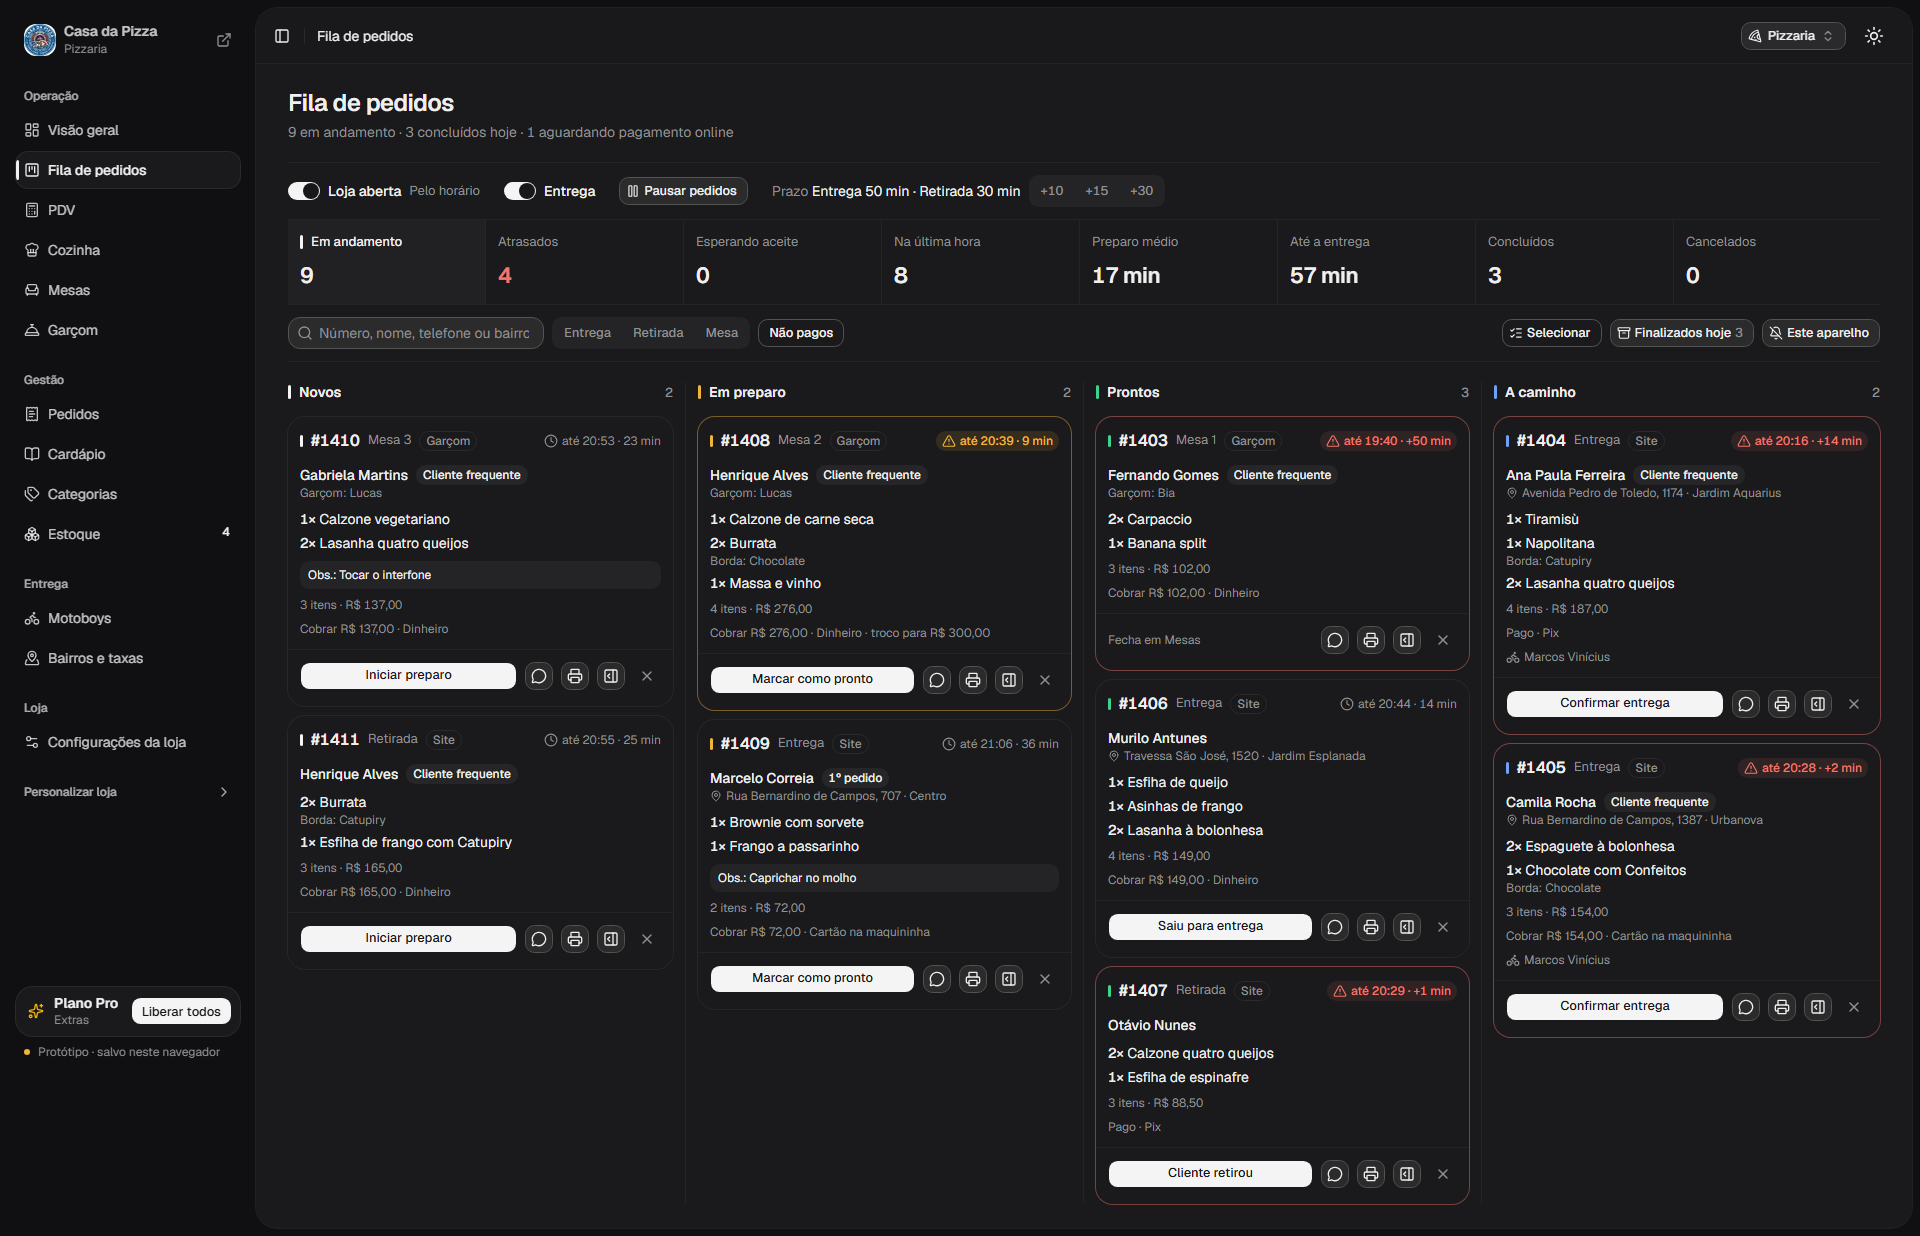 Casa da Pizza
Pizzaria
Operação
Visão geral
Fila de pedidos
PDV
Cozinha
Mesas
Garçom
Gestão
Pedidos
Cardápio
Categorias
Estoque 4
Entrega
Motoboys
Bairros e taxas
Loja
Configurações da loja
Personalizar loja
Plano Pro
Extras
Liberar todos
Protótipo · salvo neste navegador
Fila de pedidos
Pizzaria
Fila de pedidos
9 em andamento · 3 concluídos hoje · 1 aguardando pagamento online
Loja aberta Pelo horário Entrega Pausar pedidos Prazo Entrega 50 min · Retirada 30 min +10 +15 +30
Em andamento
9
Atrasados
4
Esperando aceite
0
Na última hora
8
Preparo médio
17 min
Até a entrega
57 min
Concluídos
3
Cancelados
0
Número, nome, telefone ou bairro
Entrega Retirada Mesa Não pagos
Selecionar Finalizados hoje 3 Este aparelho
Novos 2
#1410 Mesa 3 Garçom até 20:53 · 23 min
Gabriela Martins Cliente frequente
Garçom: Lucas
1× Calzone vegetariano
2× Lasanha quatro queijos
Obs.: Tocar o interfone
3 itens · R$ 137,00
Cobrar R$ 137,00 · Dinheiro
Iniciar preparo
#1411 Retirada Site até 20:55 · 25 min
Henrique Alves Cliente frequente
2× Burrata
Borda: Catupiry
1× Esfiha de frango com Catupiry
3 itens · R$ 165,00
Cobrar R$ 165,00 · Dinheiro
Iniciar preparo
Em preparo 2
#1408 Mesa 2 Garçom até 20:39 · 9 min
Henrique Alves Cliente frequente
Garçom: Lucas
1× Calzone de carne seca
2× Burrata
Borda: Chocolate
1× Massa e vinho
4 itens · R$ 276,00
Cobrar R$ 276,00 · Dinheiro · troco para R$ 300,00
Marcar como pronto
#1409 Entrega Site até 21:06 · 36 min
Marcelo Correia 1º pedido
Rua Bernardino de Campos, 707 · Centro
1× Brownie com sorvete
1× Frango a passarinho
Obs.: Caprichar no molho
2 itens · R$ 72,00
Cobrar R$ 72,00 · Cartão na maquininha
Marcar como pronto
Prontos 3
#1403 Mesa 1 Garçom até 19:40 · +50 min
Fernando Gomes Cliente frequente
Garçom: Bia
2× Carpaccio
1× Banana split
3 itens · R$ 102,00
Cobrar R$ 102,00 · Dinheiro
Fecha em Mesas
#1406 Entrega Site até 20:44 · 14 min
Murilo Antunes
Travessa São José, 1520 · Jardim Esplanada
1× Esfiha de queijo
1× Asinhas de frango
2× Lasanha à bolonhesa
4 itens · R$ 149,00
Cobrar R$ 149,00 · Dinheiro
Saiu para entrega
#1407 Retirada Site até 20:29 · +1 min
Otávio Nunes
2× Calzone quatro queijos
1× Esfiha de espinafre
3 itens · R$ 88,50
Pago · Pix
Cliente retirou
A caminho 2
#1404 Entrega Site até 20:16 · +14 min
Ana Paula Ferreira Cliente frequente
Avenida Pedro de Toledo, 1174 · Jardim Aquarius
1× Tiramisù
1× Napolitana
Borda: Catupiry
2× Lasanha quatro queijos
4 itens · R$ 187,00
Pago · Pix
Marcos Vinícius
Confirmar entrega
#1405 Entrega Site até 20:28 · +2 min
Camila Rocha Cliente frequente
Rua Bernardino de Campos, 1387 · Urbanova
2× Espaguete à bolonhesa
1× Chocolate com Confeitos
Borda: Chocolate
3 itens · R$ 154,00
Cobrar R$ 154,00 · Cartão na maquininha
Marcos Vinícius
Confirmar entrega